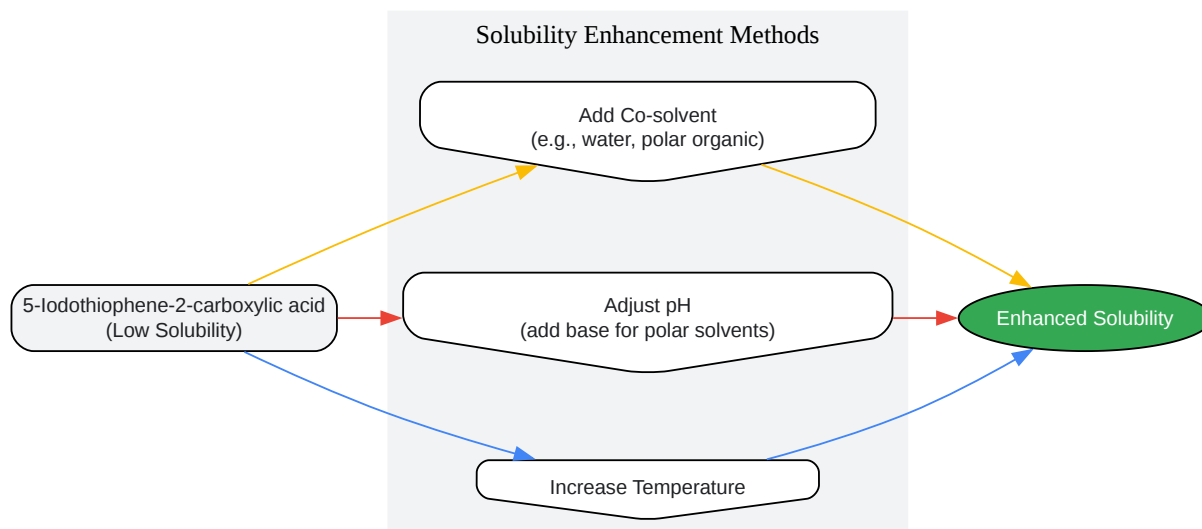 Solubility Enhancement Methods
Add Co-solvent
(e.g., water, polar organic)
5-Iodothiophene-2-carboxylic acid
(Low Solubility)
Adjust pH
(add base for polar solvents)
Enhanced Solubility
Increase Temperature